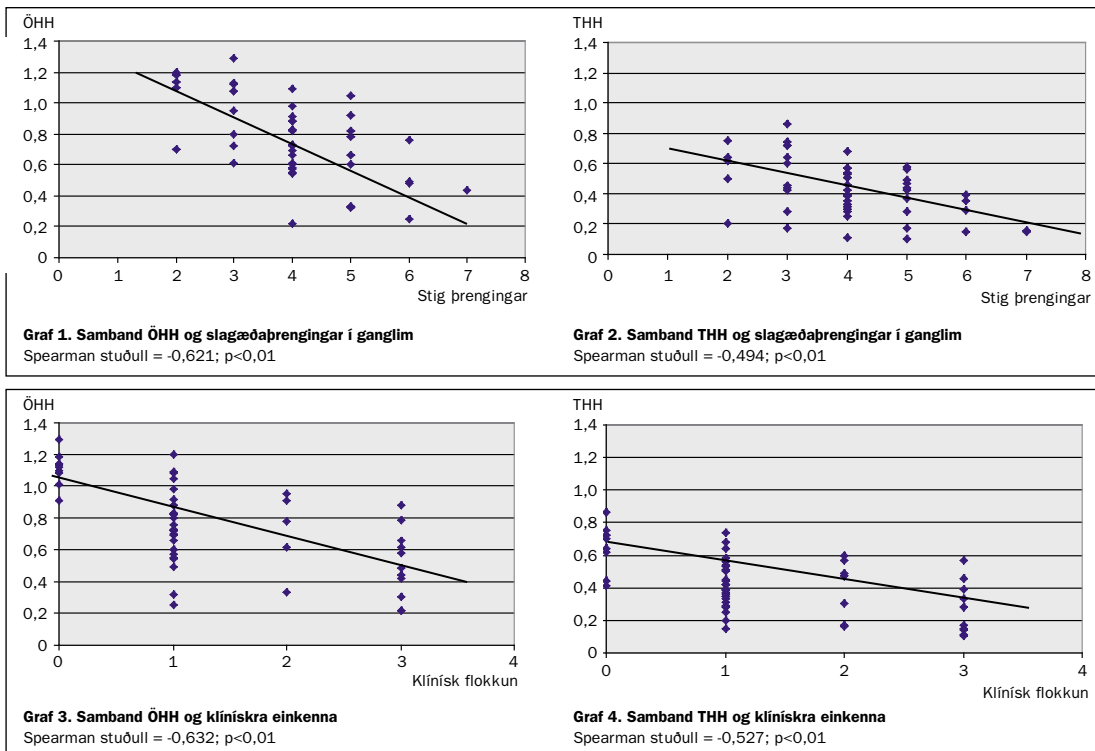 ÖHH
1,4
1,2
1,0
0,8
0,6
0,4
0,2
0
0 1 2 3 4 5 6 7 8
Stig þrengingar
Graf 1. Samband ÖHH og slagæðaþrengingar í ganglim
Spearman stuðull = -0,621; p<0,01
THH
1,4
1,2
1,0
0,8
0,6
0,4
0,2
0
0 1 2 3 4 5 6 7 8
Stig þrengingar
Graf 2. Samband THH og slagæðaþrengingar í ganglim
Spearman stuðull = -0,494; p<0,01
ÖHH
1,4
1,2
1,0
0,8
0,6
0,4
0,2
0
0 1 2 3 4
Klínísk flokkun
Graf 3. Samband ÖHH og klínískra einkenna
Spearman stuðull = -0,632; p<0,01
THH
1,4
1,2
1,0
0,8
0,6
0,4
0,2
0
0 1 2 3 4
Klínísk flokkun
Graf 4. Samband THH og klínískra einkenna
Spearman stuðull = -0,527; p<0,01